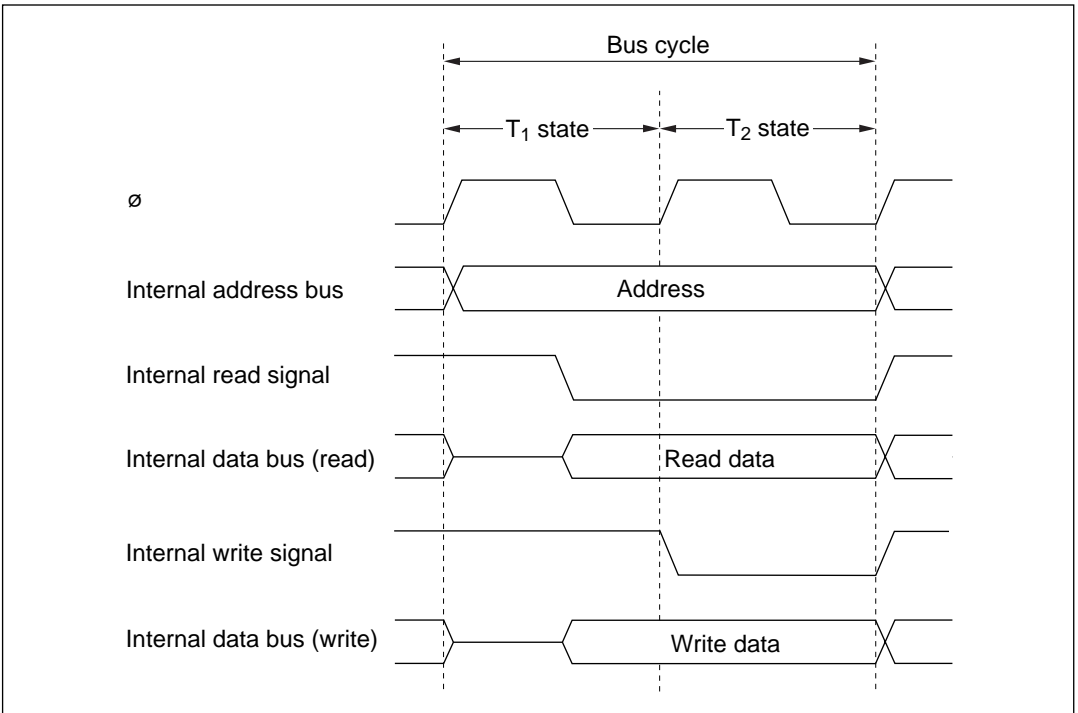 Bus cycle
T₁ state
T₂ state
ø
Internal address bus
Address
Internal read signal
Internal data bus (read)
Read data
Internal write signal
Internal data bus (write)
Write data